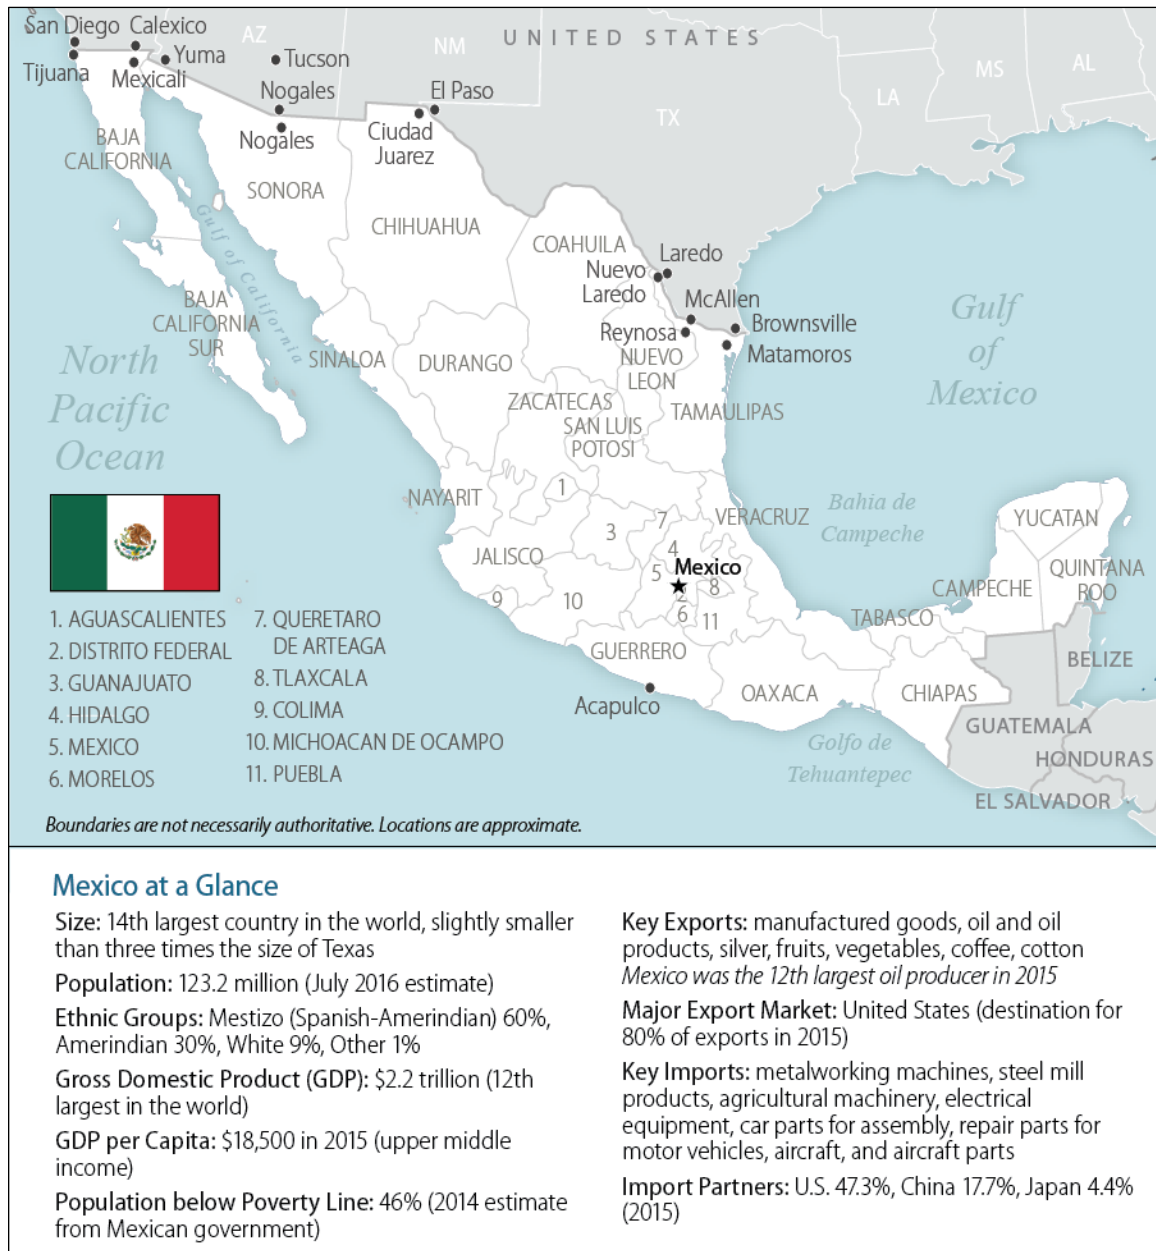 San Diego
Calexico
AZ
NM
UNITED STATES
Yuma
Tucson
MS
AL
Tijuana
Mexicali
Nogales
El Paso
LA
TX
BAJA
CALIFORNIA
Nogales
Ciudad
Juarez
SONORA
CHIHUAHUA
Gulf of California
COAHUILA
Laredo
Nuevo
Laredo
McAllen
BAJA
CALIFORNIA
SUR
Reynosa
Brownsville
Gulf
of
Mexico
North
Pacific
Ocean
SINALOA
DURANGO
NUEVO
LEON
Matamoros
ZACATECAS
SAN LUIS
POTOSI
TAMAULIPAS
NAYARIT
1
VERACRUZ
Bahia de
Campeche
YUCATAN
3
7
4
JALISCO
5
Mexico
QUINTANA
ROO
CAMPECHE
9
10
2
8
6
11
TABASCO
GUERRERO
BELIZE
Acapulco
OAXACA
CHIAPAS
GUATEMALA
Golfo de
Tehuantepec
HONDURAS
EL SALVADOR
1. AGUASCALIENTES
2. DISTRITO FEDERAL
3. GUANAJUATO
4. HIDALGO
5. MEXICO
6. MORELOS
7. QUERETARO
DE ARTEAGA
8. TLAXCALA
9. COLIMA
10. MICHOACAN DE OCAMPO
11. PUEBLA
Boundaries are not necessarily authoritative. Locations are approximate.
Mexico at a Glance
Size: 14th largest country in the world, slightly smaller
than three times the size of Texas
Population: 123.2 million (July 2016 estimate)
Ethnic Groups: Mestizo (Spanish-Amerindian) 60%,
Amerindian 30%, White 9%, Other 1%
Gross Domestic Product (GDP): $2.2 trillion (12th
largest in the world)
GDP per Capita: $18,500 in 2015 (upper middle
income)
Population below Poverty Line: 46% (2014 estimate
from Mexican government)
Key Exports: manufactured goods, oil and oil
products, silver, fruits, vegetables, coffee, cotton
Mexico was the 12th largest oil producer in 2015
Major Export Market: United States (destination for
80% of exports in 2015)
Key Imports: metalworking machines, steel mill
products, agricultural machinery, electrical
equipment, car parts for assembly, repair parts for
motor vehicles, aircraft, and aircraft parts
Import Partners: U.S. 47.3%, China 17.7%, Japan 4.4%
(2015)